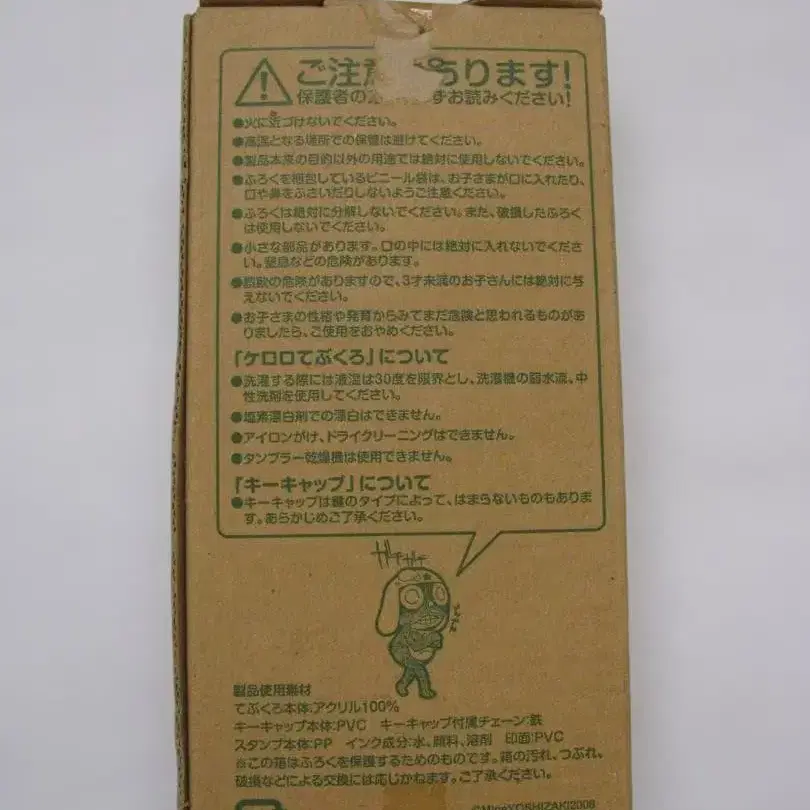 ご注意 あります!
保護者の ずお読みください!
●火に近づけないでください。
●高温となる場所での保管は避けてください。
●製品本来の目的以外の用途では絶対に使用しないでください。
●ふろくを梱包しているビニール袋は、お子さまが口に入れたり、
口や鼻をふさいだりしないようご注意ください。
●ふろくは絶対に分解しないでください。また、破損したふろく
は使用しないでください。
●小さな部品があります。口の中には絶対に入れないでくださ
い。窒息などの危険があります。
●誤飲の危険がありますので、3才未満のお子さんには絶対に与
えないでください。
●お子さまの性格や発育からみてまだ危険と思われるものがあ
りましたら、ご使用をおやめください。
「ケロロてぶくろ」について
●洗濯する際には液温は30度を限界とし、洗濯機の弱水流、中
性洗剤を使用してください。
●塩素漂白剤での漂白はできません。
●アイロンがけ、ドライクリーニングはできません。
●タンブラー乾燥機は使用できません。
「キーキャップ」について
●キーキャップは鍵のタイプによって、はまらないものもありま
す。あらかじめご了承ください。
製品使用素材
てぶくろ本体:アクリル100%
キーキャップ本体:PVC キーキャップ付属チェーン:鉄
スタンプ本体:PP インク成分:水、顔料、溶剤 印面:PVC
※この箱はふろくを保護するためのものです。箱の汚れ、つぶれ、
破損などによる交換には応じかねます。ご了承ください。
YOSHIZAKI2008